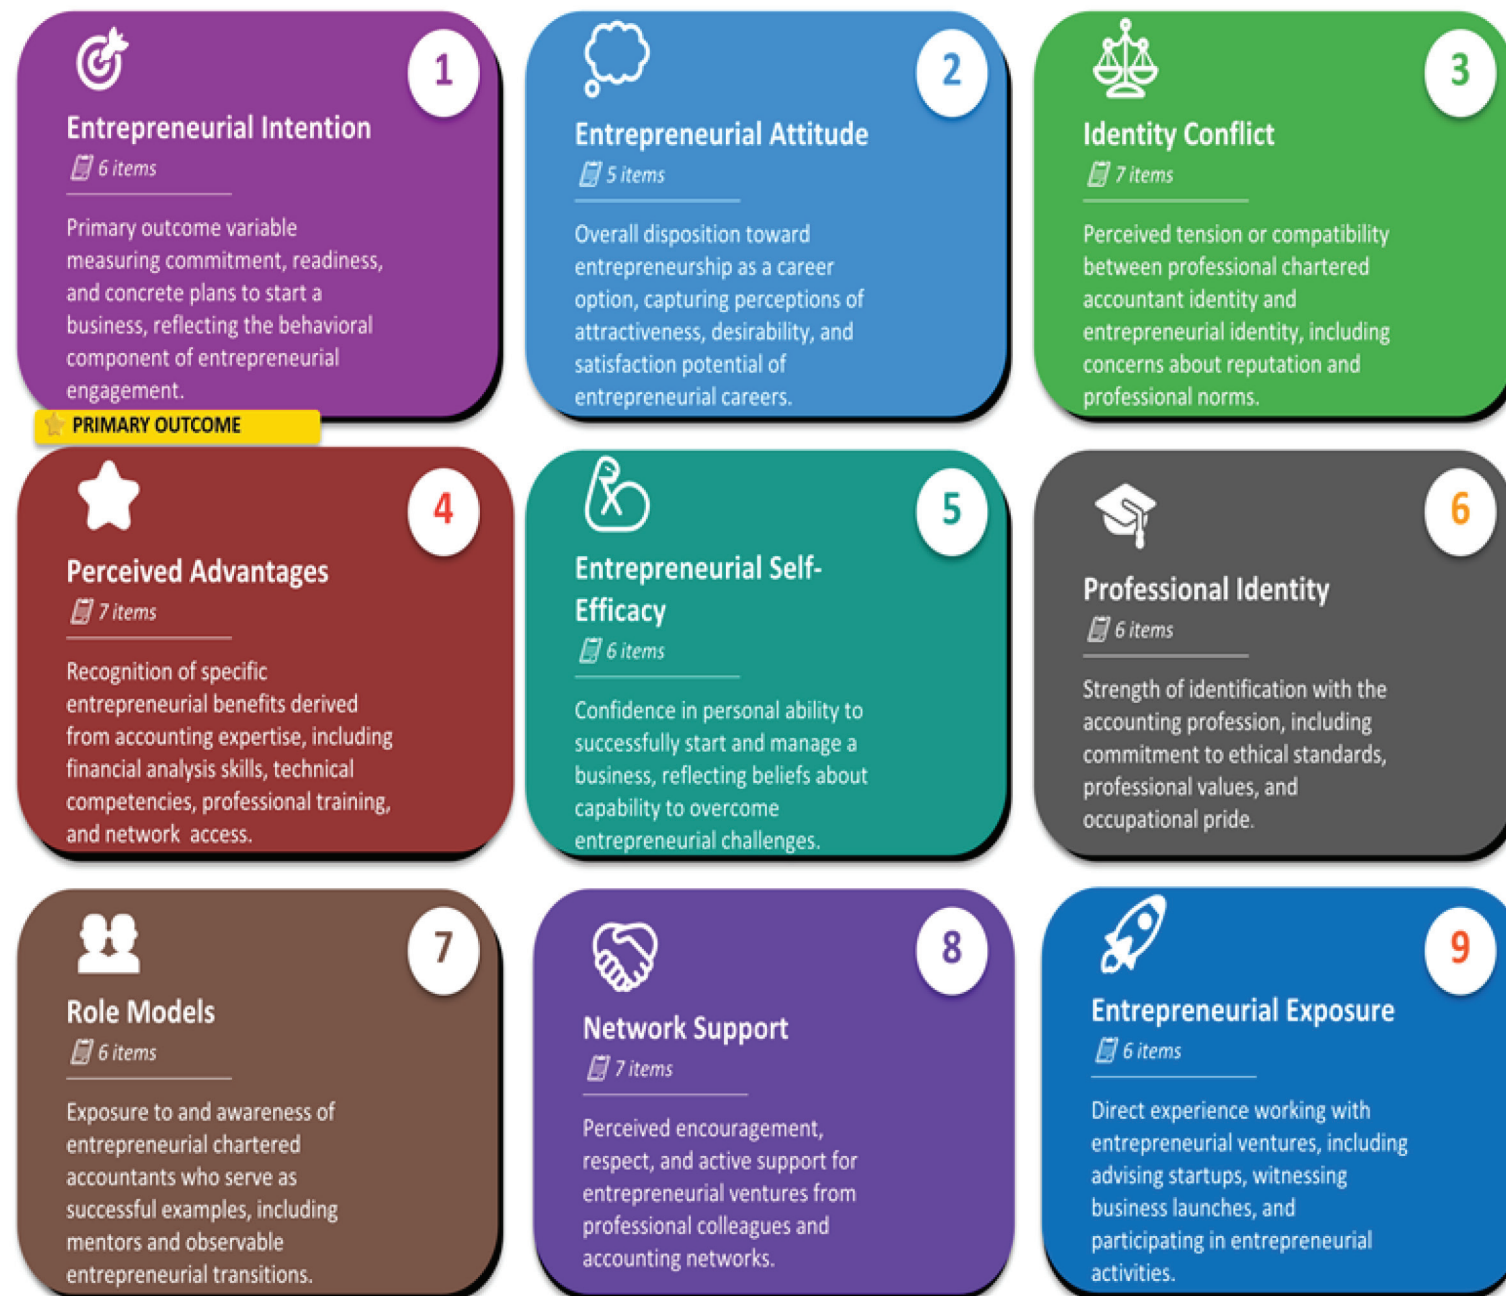 1
Entrepreneurial Intention
6 items
Primary outcome variable
measuring commitment, readiness,
and concrete plans to start a
business, reflecting the behavioral
component of entrepreneurial
engagement.
PRIMARY OUTCOME
2
Entrepreneurial Attitude
5 items
Overall disposition toward
entrepreneurship as a career
option, capturing perceptions of
attractiveness, desirability, and
satisfaction potential of
entrepreneurial careers.
3
Identity Conflict
7 items
Perceived tension or compatibility
between professional chartered
accountant identity and
entrepreneurial identity, including
concerns about reputation and
professional norms.
4
Perceived Advantages
7 items
Recognition of specific
entrepreneurial benefits derived
from accounting expertise, including
financial analysis skills, technical
competencies, professional training,
and network access.
5
Entrepreneurial Self-
Efficacy
6 items
Confidence in personal ability to
successfully start and manage a
business, reflecting beliefs about
capability to overcome
entrepreneurial challenges.
6
Professional Identity
6 items
Strength of identification with the
accounting profession, including
commitment to ethical standards,
professional values, and
occupational pride.
7
Role Models
6 items
Exposure to and awareness of
entrepreneurial chartered
accountants who serve as
successful examples, including
mentors and observable
entrepreneurial transitions.
8
Network Support
7 items
Perceived encouragement,
respect, and active support for
entrepreneurial ventures from
professional colleagues and
accounting networks.
9
Entrepreneurial Exposure
6 items
Direct experience working with
entrepreneurial ventures, including
advising startups, witnessing
business launches, and
participating in entrepreneurial
activities.